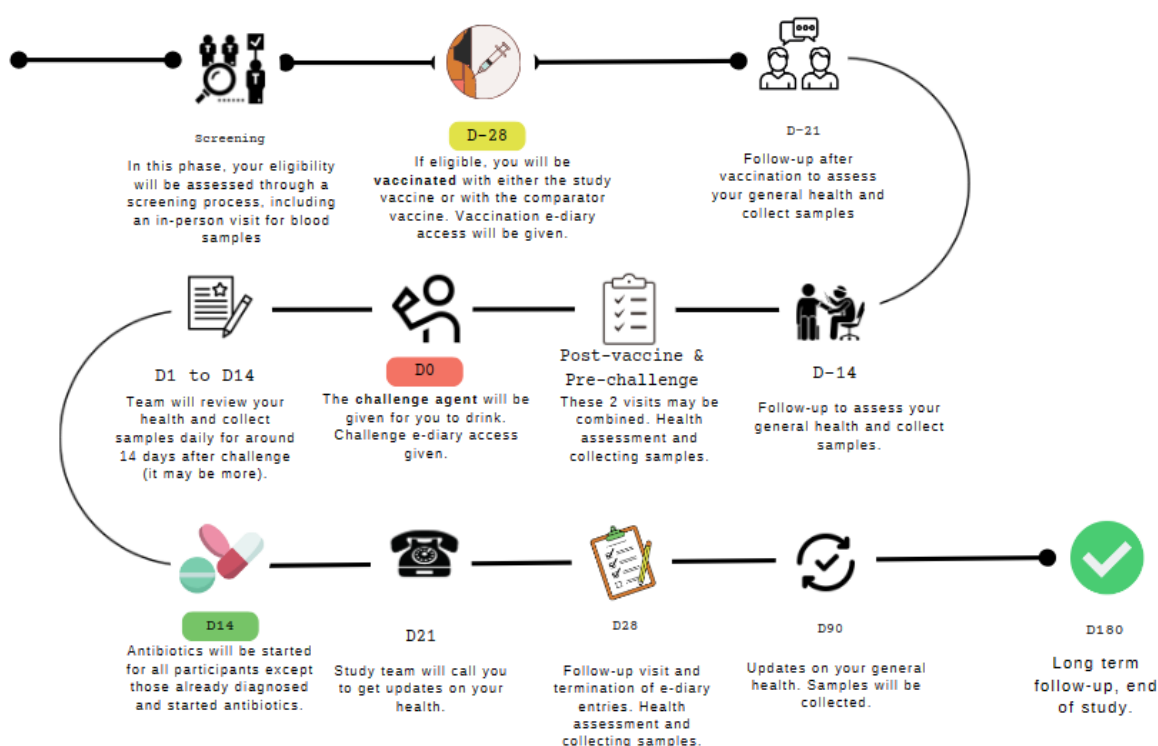 Screening
In this phase, your eligibility
will be assessed through a
screening process, including
an in-person visit for blood
samples
D-28
If eligible, you will be
vaccinated with either the study
vaccine or with the comparator
vaccine. Vaccination e-diary
access will be given.
D-21
Follow-up after
vaccination to assess
your general health and
collect samples
D-14
Follow-up to assess your
general health and collect
samples.
Post-vaccine &
Pre-challenge
These 2 visits may be
combined. Health
assessment and
collecting samples.
D0
The challenge agent will be
given for you to drink.
Challenge e-diary access
given.
D1 to D14
Team will review your
health and collect
samples daily for around
14 days after challenge
(it may be more).
D14
Antibiotics will be started
for all participants except
those already diagnosed
and started antibiotics.
D21
Study team will call you
to get updates on your
health.
D28
Follow-up visit and
termination of e-diary
entries. Health
assessment and
collecting samples.
D90
Updates on your general
health. Samples will be
collected.
D180
Long term
follow-up, end
of study.